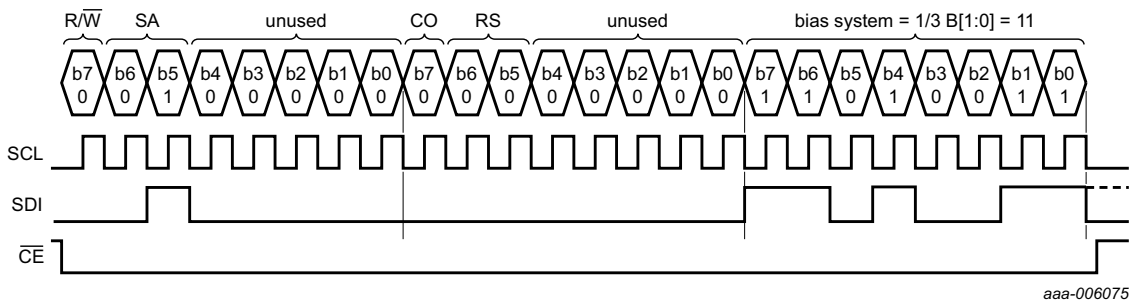 R/W SA unused CO RS unused bias system = 1/3 B[1:0] = 11
b7 b6 b5 b4 b3 b2 b1 b0 b7 b6 b5 b4 b3 b2 b1 b0 b7 b6 b5 b4 b3 b2 b1 b0
0 0 1 0 0 0 0 0 0 0 0 0 0 0 0 0 1 1 0 1 0 0 1 1
SCL
SDI
CE
aaa-006075